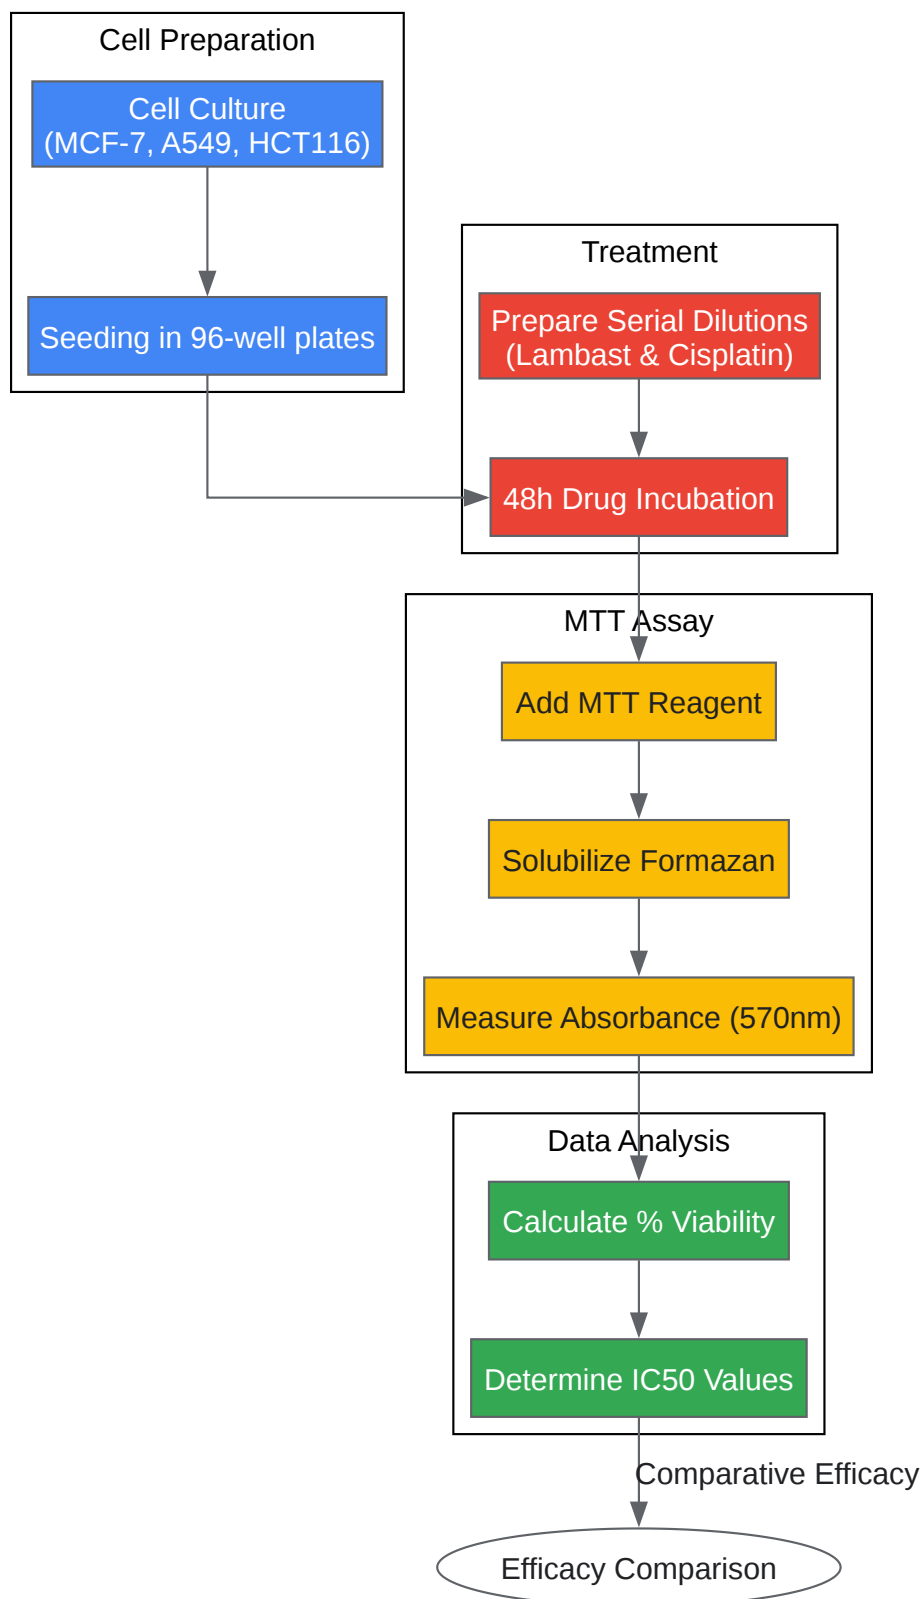 Cell Preparation
Cell Culture
(MCF-7, A549, HCT116)
Seeding in 96-well plates
Treatment
Prepare Serial Dilutions
(Lambast & Cisplatin)
48h Drug Incubation
MTT Assay
Add MTT Reagent
Solubilize Formazan
Measure Absorbance (570nm)
Data Analysis
Calculate % Viability
Determine IC50 Values
Comparative Efficacy
Efficacy Comparison